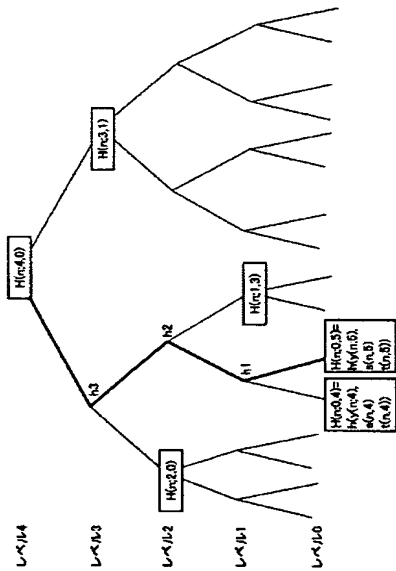 レベル4
レベル3
レベル2
レベル1
レベル0
H(n;4,0)
H(n;3,1)
h3
h2
H(n;2,0)
h1
H(n;1,3)
H(n;0,4)=
h(y(n;4),
s(n,4)
t(n,4))
H(n;0,5)=
h(y(n,5),
s(n,5)
t(n,5))